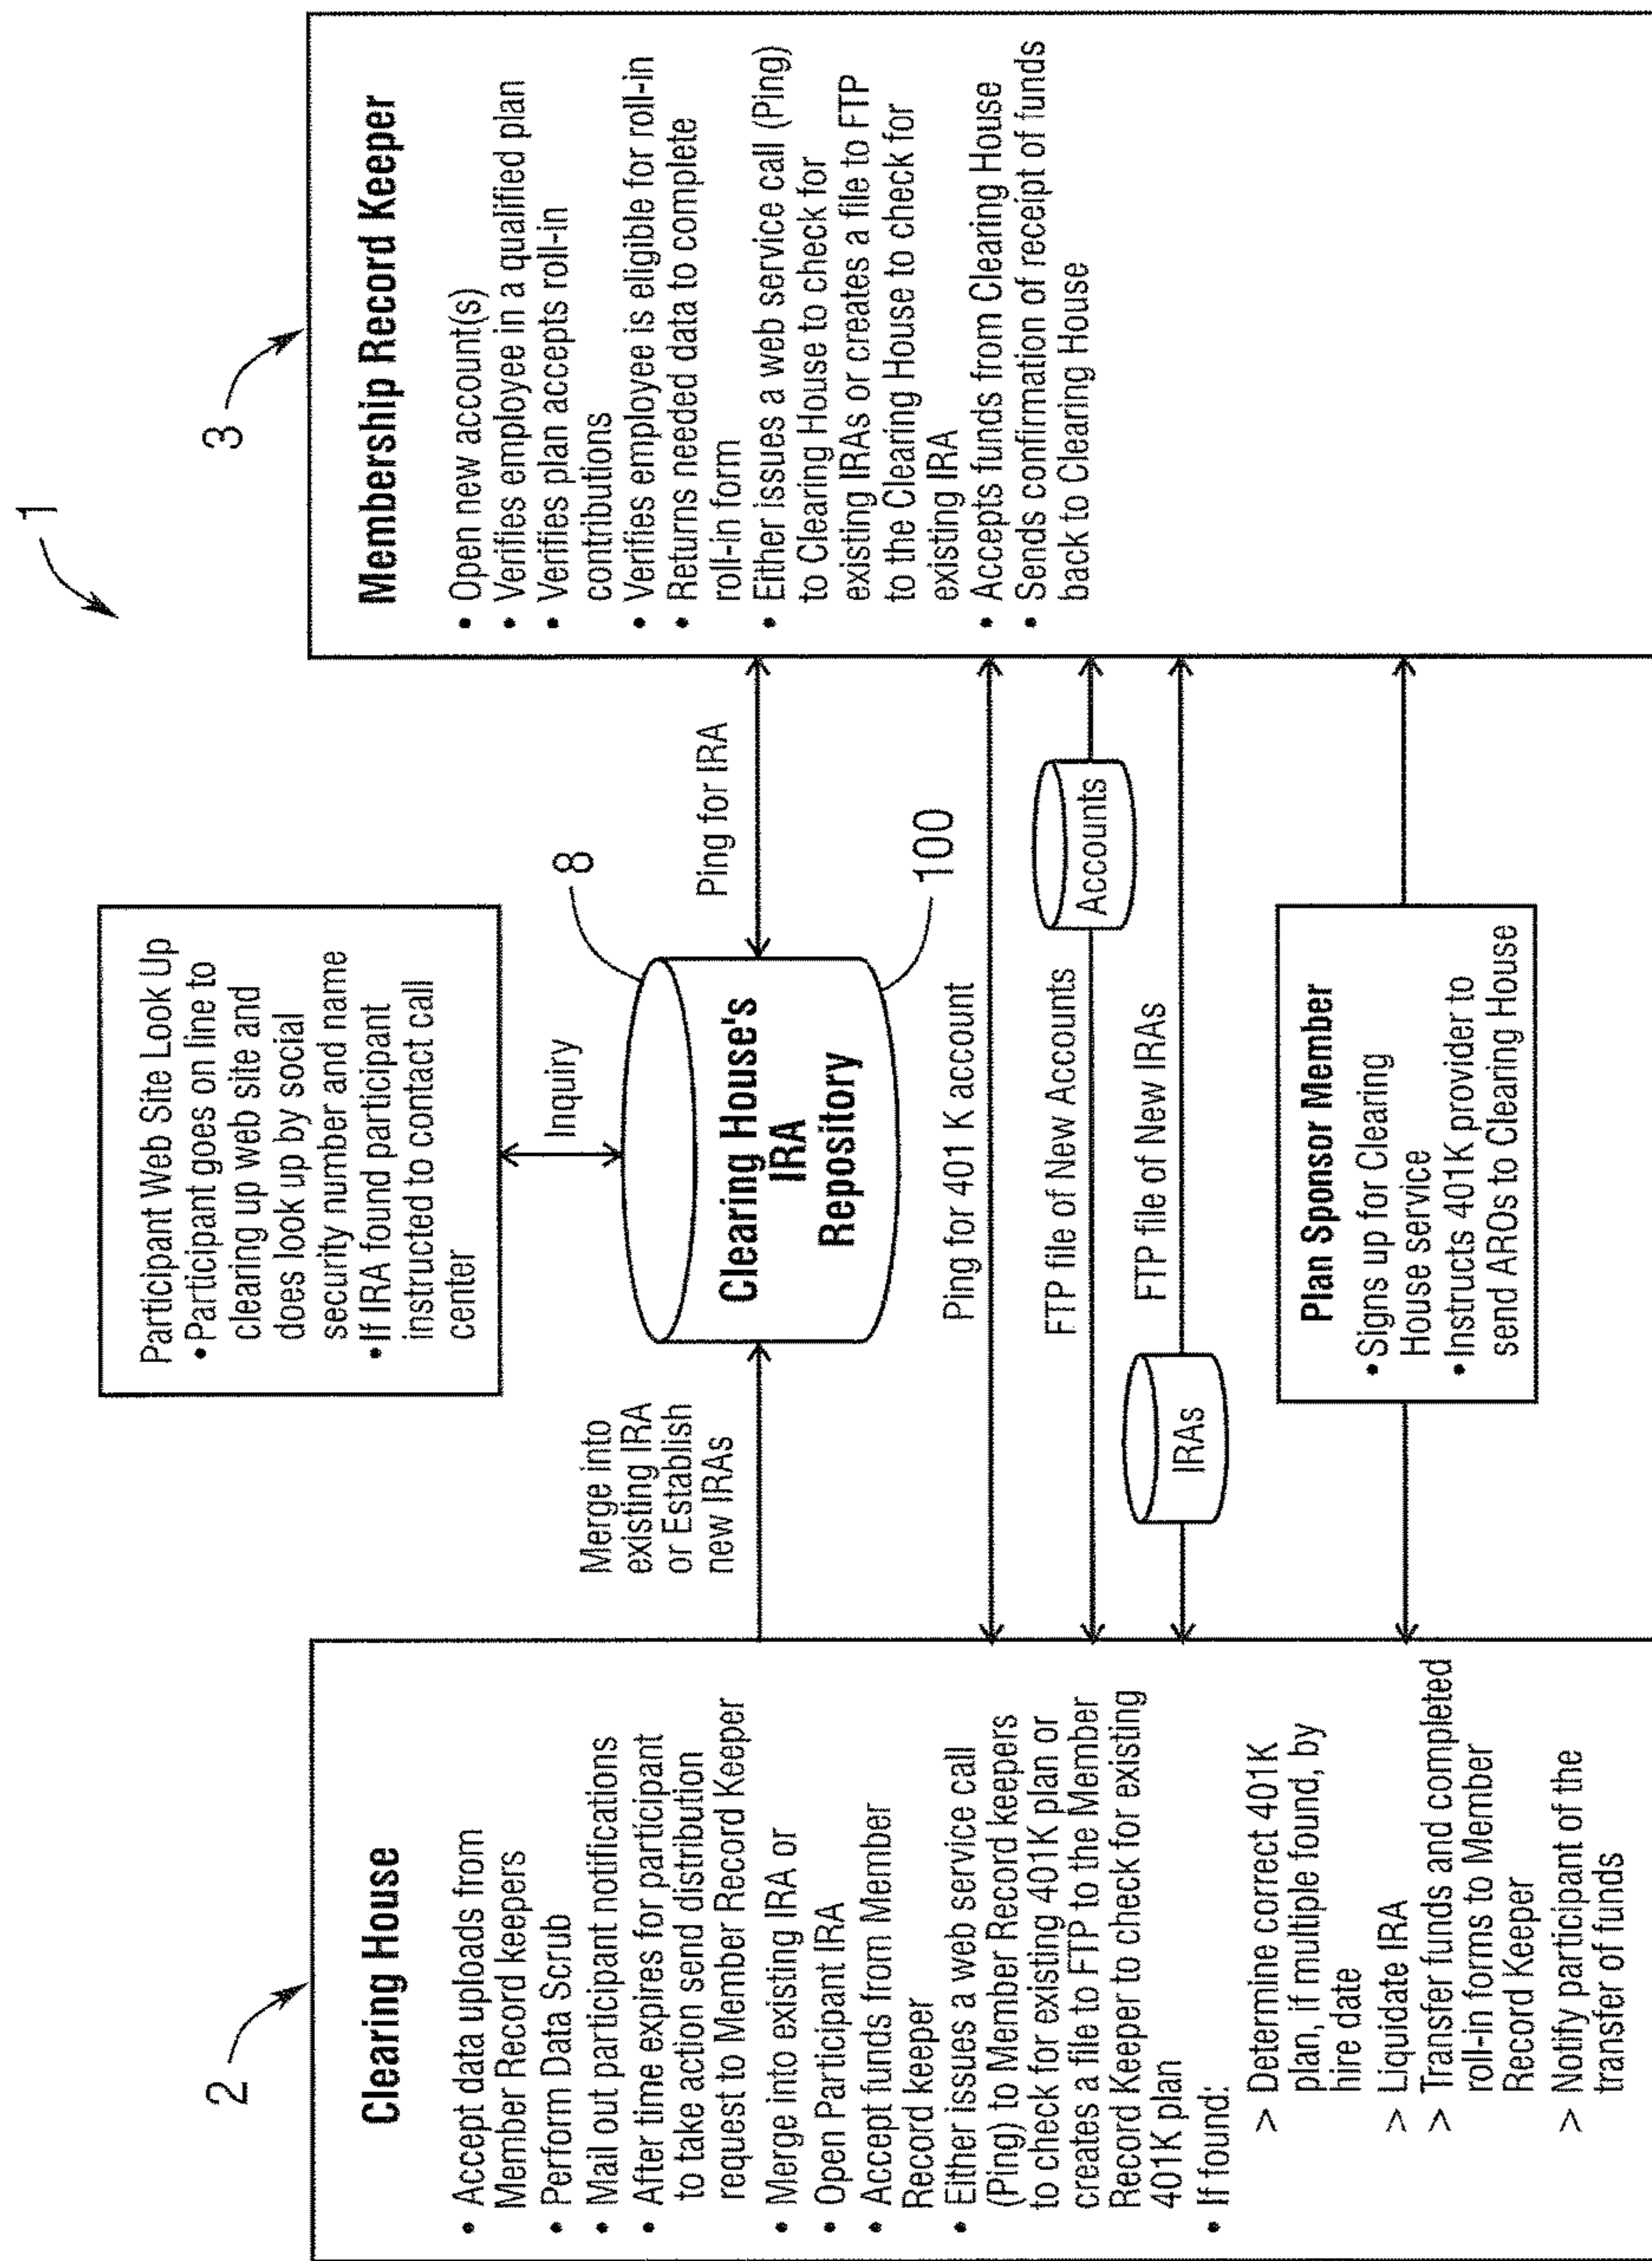 1
2
Clearing House
• Accept data uploads from
Member Record keepers
• Perform Data Scrub
• Mail out participant notifications
• After time expires for participant
to take action send distribution
request to Member Record Keeper
• Merge into existing IRA or
• Open Participant IRA
• Accept funds from Member
Record keeper
• Either issues a web service call
(Ping) to Member Record keepers
to check for existing 401K plan or
creates a file to FTP to the Member
Record Keeper to check for existing
401K plan
• If found:
> Determine correct 401K
plan, if multiple found, by
hire date
> Liquidate IRA
> Transfer funds and completed
roll-in forms to Member
Record Keeper
> Notify participant of the
transfer of funds
Participant Web Site Look Up
• Participant goes on line to
clearing up web site and
does look up by social
security number and name
• If IRA found participant
instructed to contact call
center
Inquiry
8
Merge into
existing IRA
or Establish
new IRAs
Clearing House's
IRA
Repository
100
Ping for IRA
Ping for 401 K account
FTP file of New Accounts
Accounts
FTP file of New IRAs
IRAs
Plan Sponsor Member
• Signs up for Clearing
House service
• Instructs 401K provider to
send AROs to Clearing House
3
Membership Record Keeper
• Open new account(s)
• Verifies employee in a qualified plan
• Verifies plan accepts roll-in
contributions
• Verifies employee is eligible for roll-in
• Returns needed data to complete
roll-in form
• Either issues a web service call (Ping)
to Clearing House to check for
existing IRAs or creates a file to FTP
to the Clearing House to check for
existing IRA
• Accepts funds from Clearing House
• Sends confirmation of receipt of funds
back to Clearing House